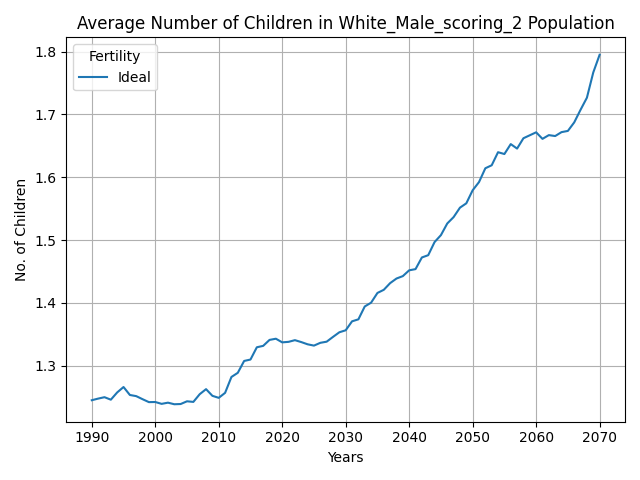 Average Number of Children in White_Male_scoring_2 Population
Fertility
Ideal
No. of Children
1.8
1.7
1.6
1.5
1.4
1.3
1990 2000 2010 2020 2030 2040 2050 2060 2070
Years